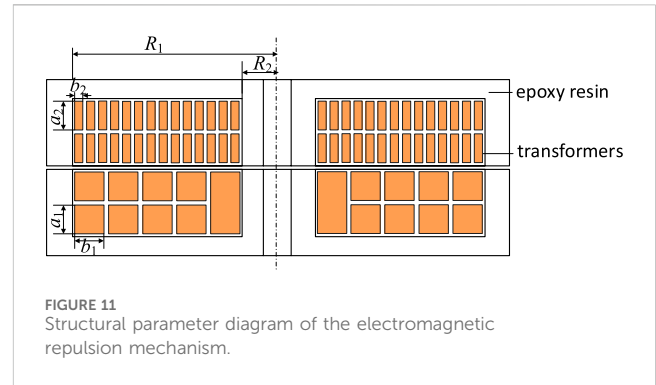 R1
R2
b2
epoxy resin
a2
transformers
a1
b1
FIGURE 11
Structural parameter diagram of the electromagnetic
repulsion mechanism.